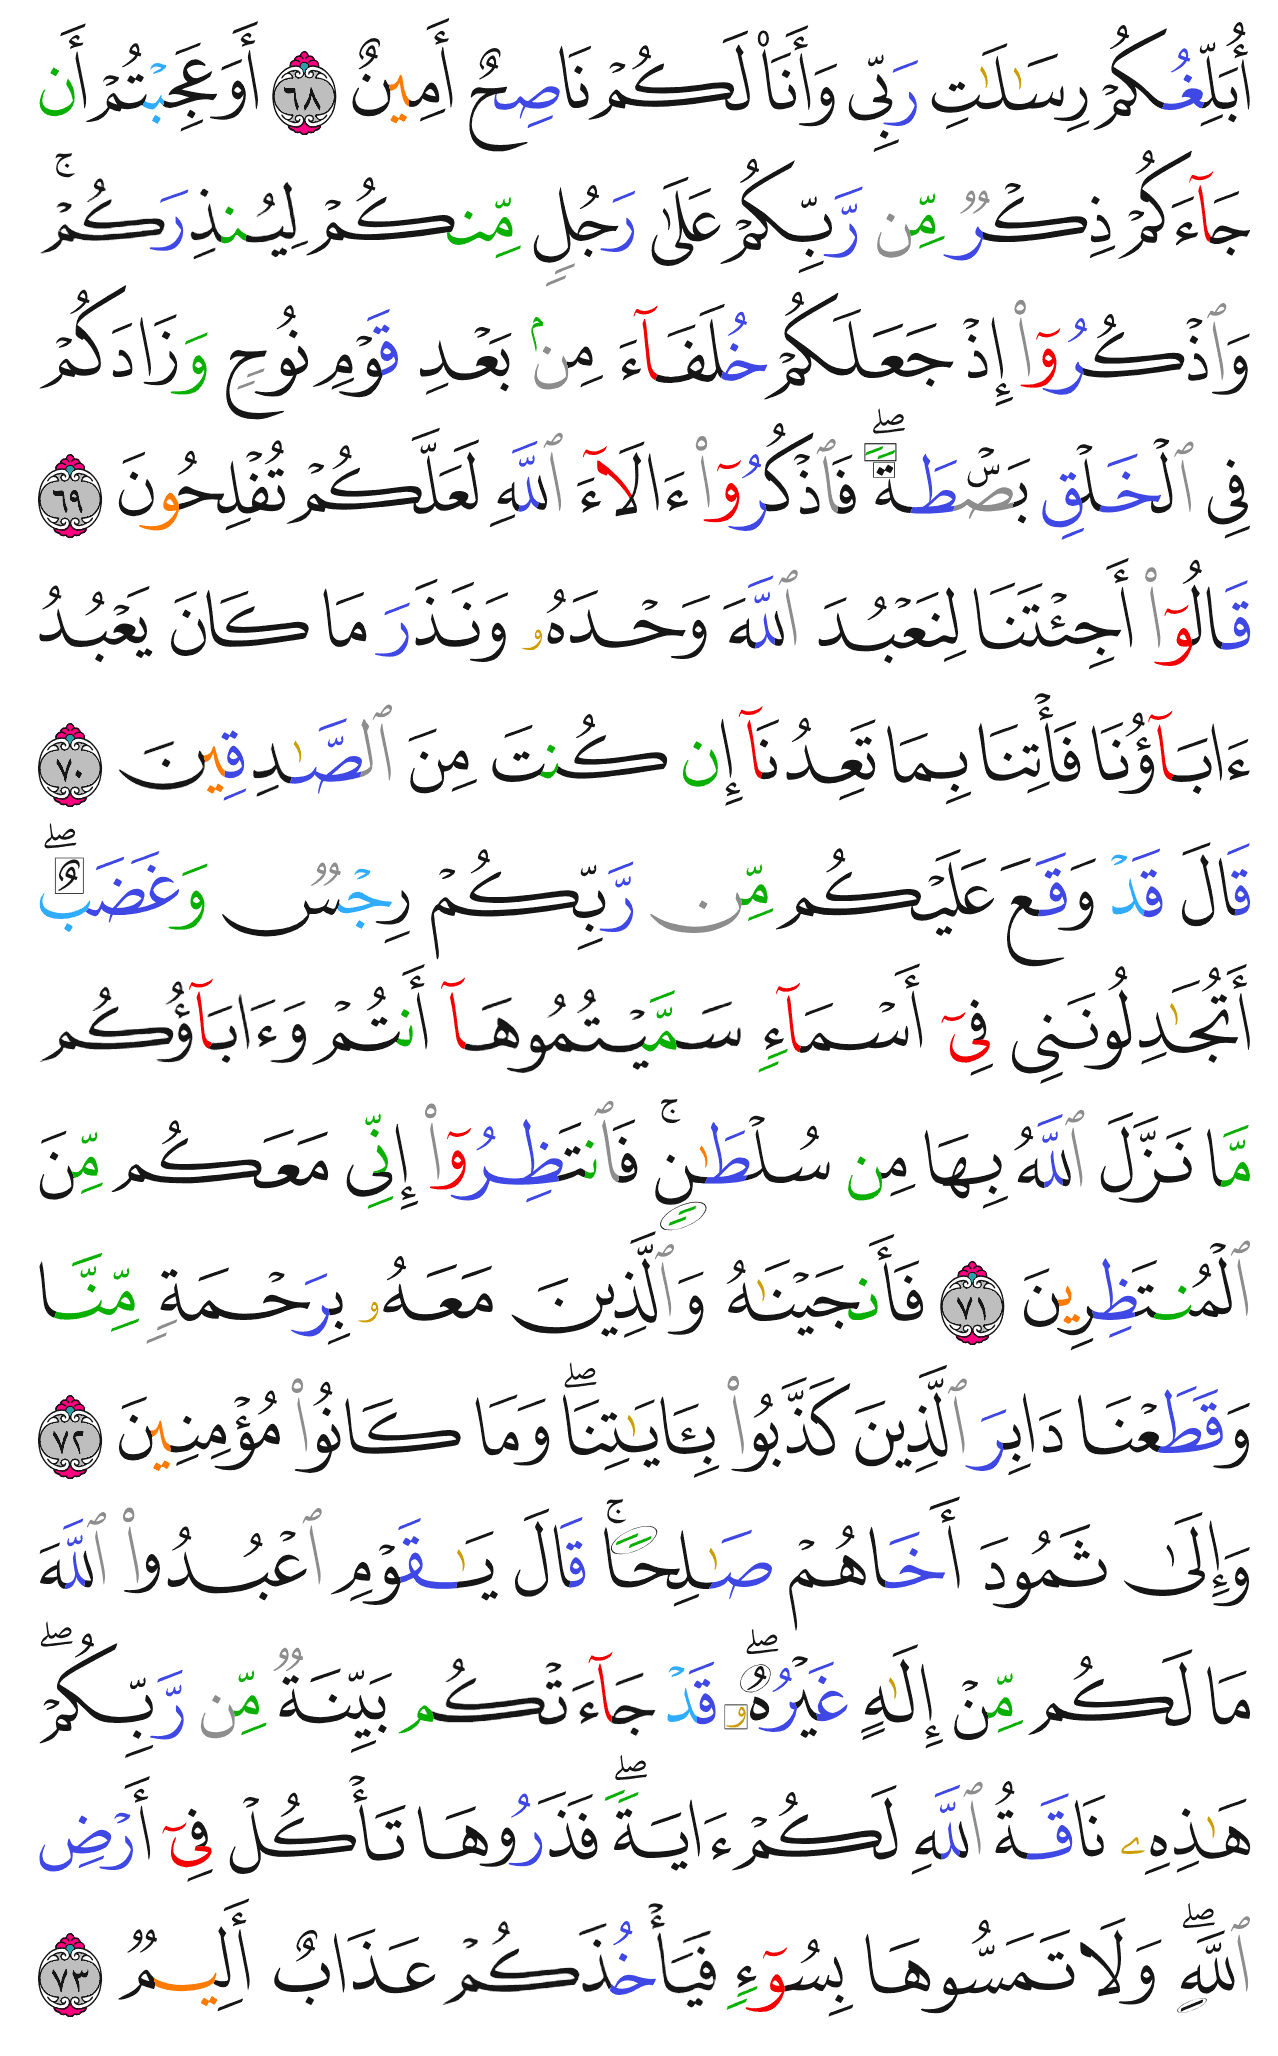 أُبَلِّغُكُمْ رِسَـٰلَـٰتِ رَبِّى وَأَنَا۠ لَكُمْ نَاصِحٌ أَمِينٌ ٦٨ أَوَعَجِبْتُمْ أَن
جَآءَكُمْ ذِكْرٌ مِّن رَّبِّكُمْ عَلَىٰ رَجُلٍ مِّنكُمْ لِيُنذِرَكُمْ ۚ
وَٱذْكُرُوٓا۟ إِذْ جَعَلَكُمْ خُلَفَآءَ مِنۢ بَعْدِ قَوْمِ نُوحٍ وَزَادَكُمْ
فِى ٱلْخَلْقِ بَصْۜطَةً ۖ فَٱذْكُرُوٓا۟ ءَالَآءَ ٱللَّهِ لَعَلَّكُمْ تُفْلِحُونَ ٦٩
قَالُوٓا۟ أَجِئْتَنَا لِنَعْبُدَ ٱللَّهَ وَحْدَهُۥ وَنَذَرَ مَا كَانَ يَعْبُدُ
ءَابَآؤُنَا فَأْتِنَا بِمَا تَعِدُنَآ إِن كُنتَ مِنَ ٱلصَّـٰدِقِينَ ٧٠
قَالَ قَدْ وَقَعَ عَلَيْكُم مِّن رَّبِّكُمْ رِجْسٌ وَغَضَبٌ ۖ
أَتُجَـٰدِلُونَنِى فِىٓ أَسْمَآءٍ سَمَّيْتُمُوهَآ أَنتُمْ وَءَابَآؤُكُم
مَّا نَزَّلَ ٱللَّهُ بِهَا مِن سُلْطَـٰنٍ ۚ فَٱنتَظِرُوٓا۟ إِنِّى مَعَكُم مِّنَ
ٱلْمُنتَظِرِينَ ٧١ فَأَنجَيْنَـٰهُ وَٱلَّذِينَ مَعَهُۥ بِرَحْمَةٍ مِّنَّا
وَقَطَعْنَا دَابِرَ ٱلَّذِينَ كَذَّبُوا۟ بِـَٔايَـٰتِنَا ۖ وَمَا كَانُوا۟ مُؤْمِنِينَ ٧٢
وَإِلَىٰ ثَمُودَ أَخَاهُمْ صَـٰلِحًا ۚ قَالَ يَـٰقَوْمِ ٱعْبُدُوا۟ ٱللَّهَ
مَا لَكُم مِّنْ إِلَـٰهٍ غَيْرُهُۥ ۖ قَدْ جَآءَتْكُم بَيِّنَةٌ مِّن رَّبِّكُمْ ۖ
هَـٰذِهِۦ نَاقَةُ ٱللَّهِ لَكُمْ ءَايَةً ۖ فَذَرُوهَا تَأْكُلْ فِىٓ أَرْضِ
ٱللَّهِ ۖ وَلَا تَمَسُّوهَا بِسُوٓءٍ فَيَأْخُذَكُمْ عَذَابٌ أَلِيمٌ ٧٣